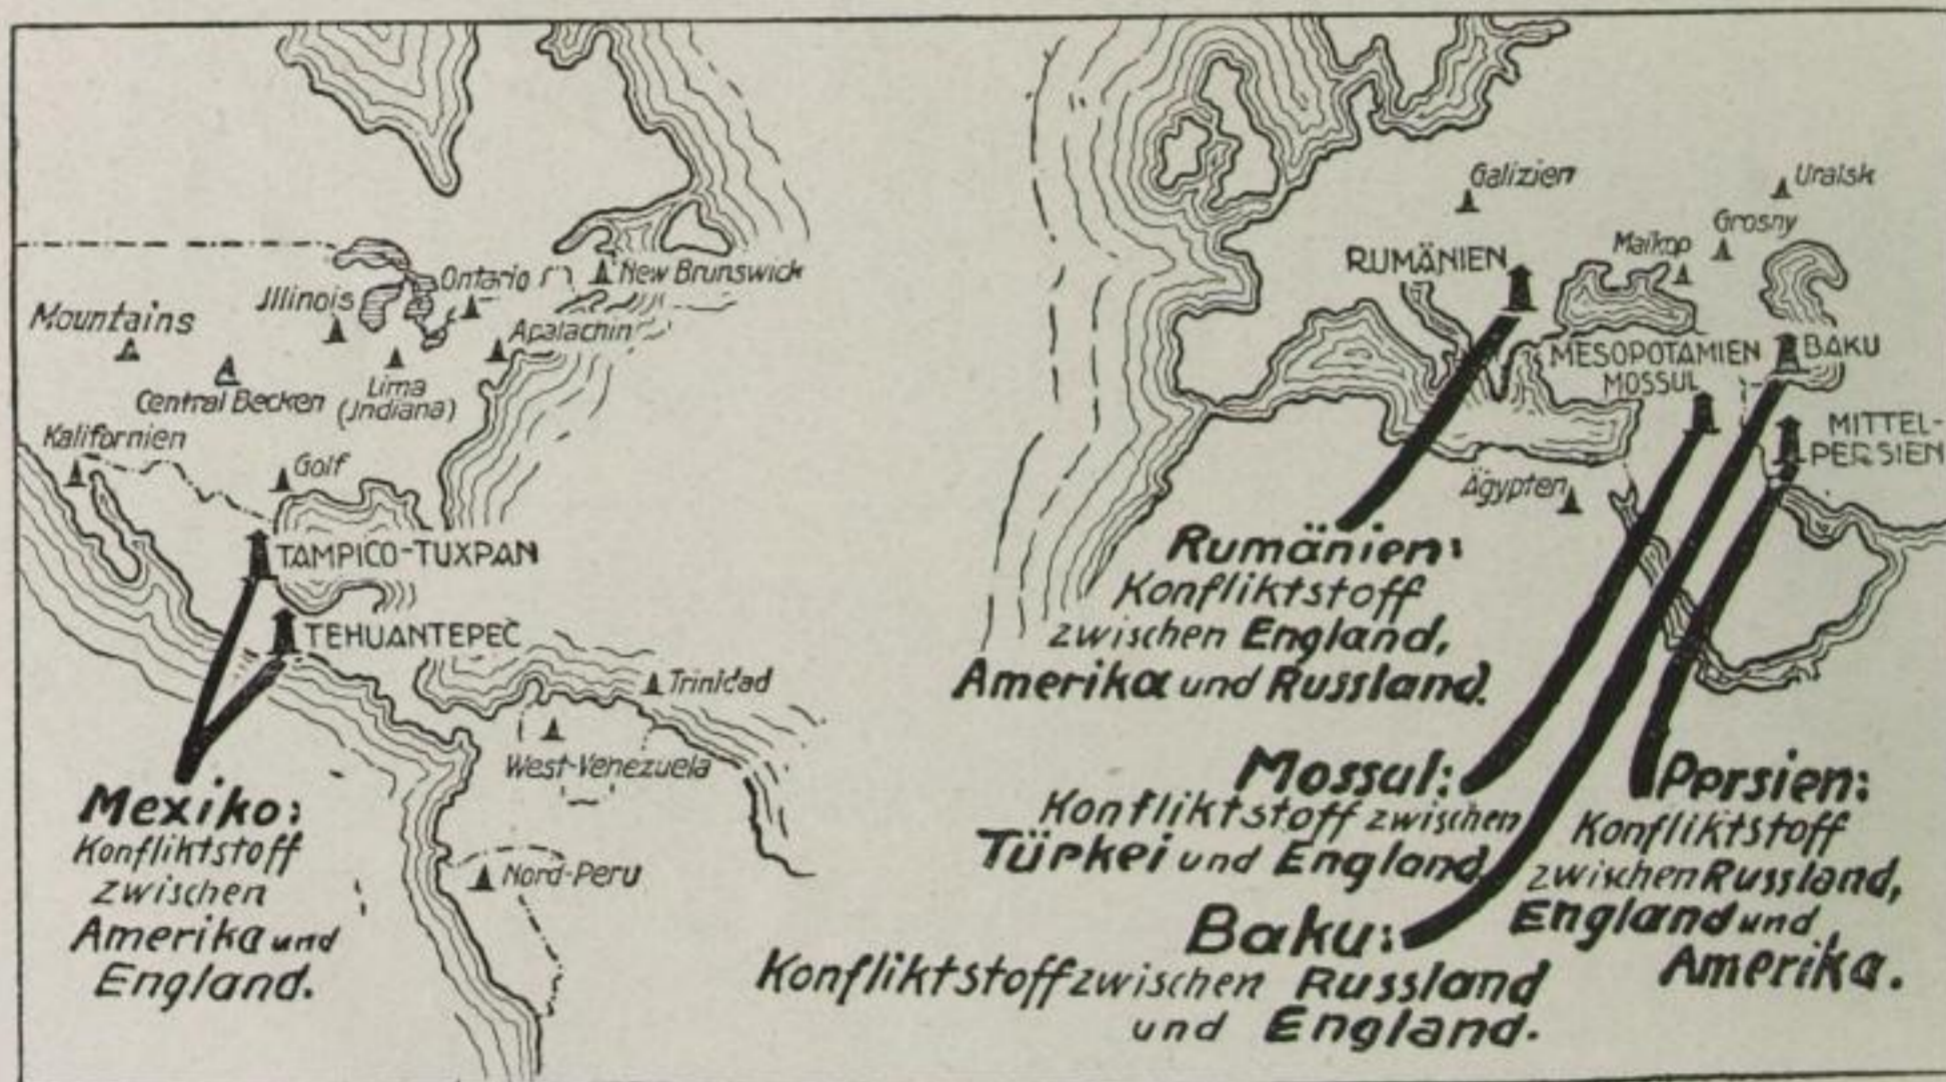 Mountains
Illinois
Ontario
New Brunswick
Apalachin
Central Becken
Lima
(Indiana)
Kalifornien
Golf
TAMPICO-TUXPAN
TEHUANTEPEC
Trinidad
West-Venezuela
Nord-Peru
Mexiko:
Konfliktstoff
zwischen
Amerika und
England.
Galizien
Uralsk
Grosny
Maikop
RUMÄNIEN
MESOPOTAMIEN
MOSSUL
BAKU
MITTEL-
PERSIEN
Ägypten
Rumänien:
Konfliktstoff
zwischen England,
Amerika und Russland.
Mossul:
Konfliktstoff zwischen
Türkei und England
Persien:
Konfliktstoff
zwischen Russland,
England und
Amerika.
Baku:
Konfliktstoff zwischen Russland
und England.